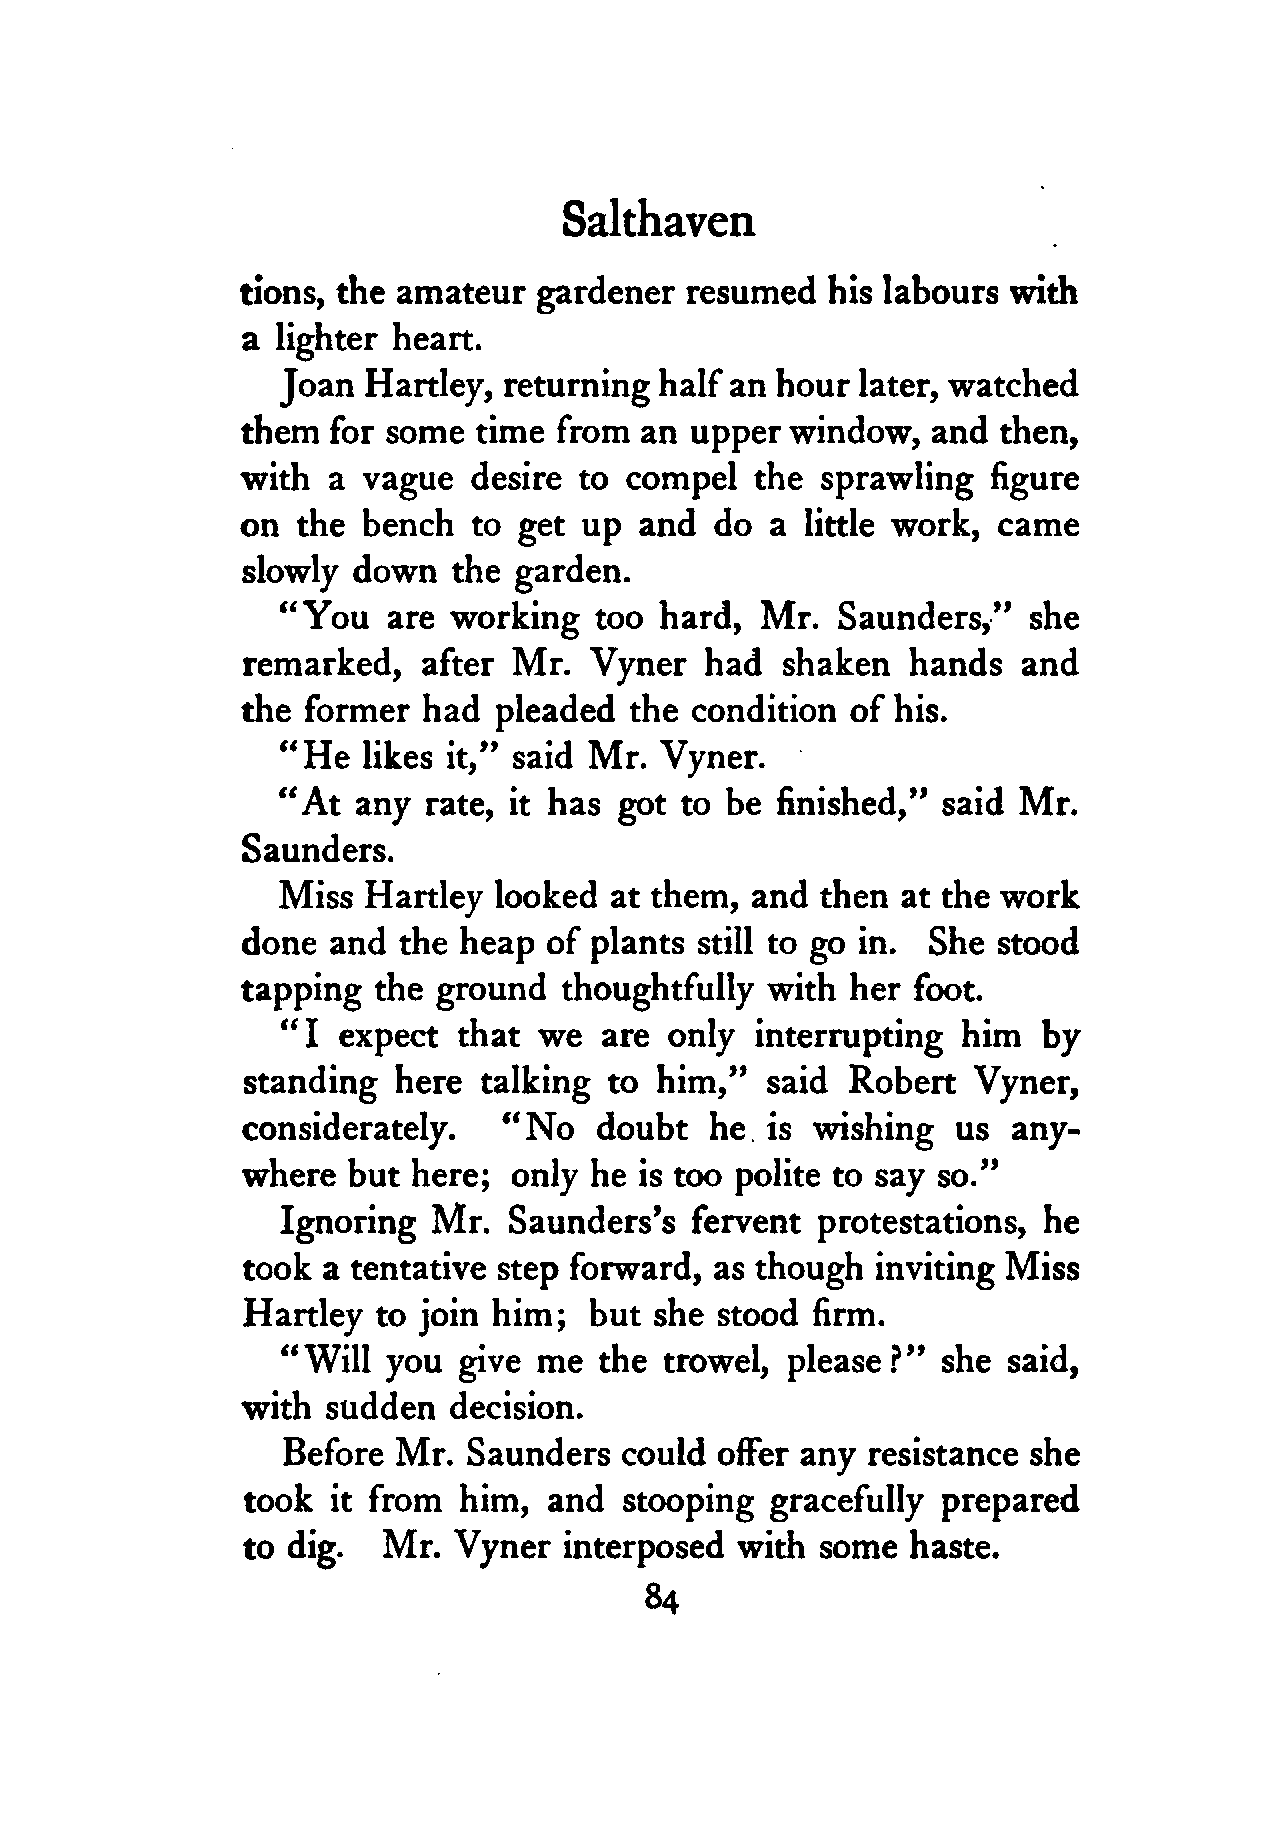 Salthaven
tions, the amateur gardener resumed his labours with
a lighter heart.
Joan Hartley, returning half an hour later, watched
them for some time from an upper window, and then,
with a vague desire to compel the sprawling figure
on the bench to get up and do a little work, came
slowly down the garden.
"You are working too hard, Mr. Saunders," she
remarked, after Mr. Vyner had shaken hands and
the former had pleaded the condition of his.
"He likes it," said Mr. Vyner.
"At any rate, it has got to be finished," said Mr.
Saunders.
Miss Hartley looked at them, and then at the work
done and the heap of plants still to go in. She stood
tapping the ground thoughtfully with her foot.
"I expect that we are only interrupting him by
standing here talking to him," said Robert Vyner,
considerately. "No doubt he is wishing us any-
where but here; only he is too polite to say so."
Ignoring Mr. Saunders's fervent protestations, he
took a tentative step forward, as though inviting Miss
Hartley to join him; but she stood firm.
"Will you give me the trowel, please?" she said,
with sudden decision.
Before Mr. Saunders could offer any resistance she
took it from him, and stooping gracefully prepared
to dig. Mr. Vyner interposed with some haste.
84